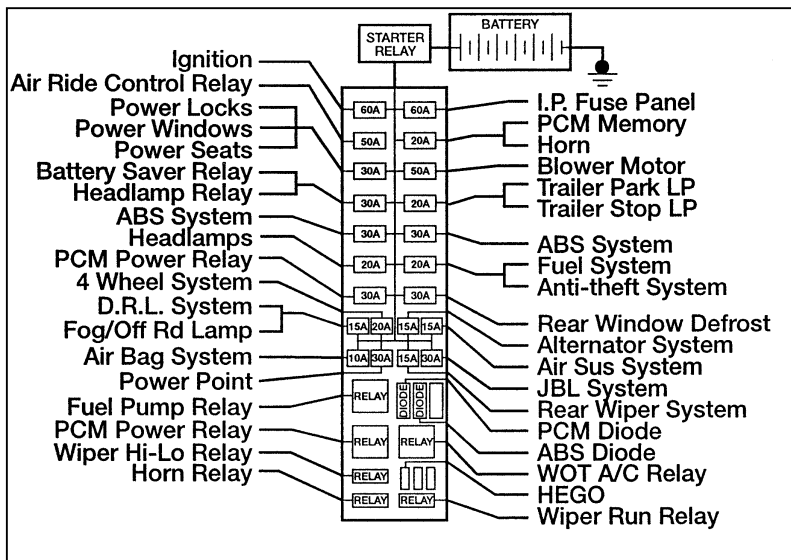 BATTERY
STARTER
RELAY
Ignition
Air Ride Control Relay
Power Locks
Power Windows
Power Seats
Battery Saver Relay
Headlamp Relay
ABS System
Headlamps
PCM Power Relay
4 Wheel System
D.R.L. System
Fog/Off Rd Lamp
Air Bag System
Power Point
Fuel Pump Relay
PCM Power Relay
Wiper Hi-Lo Relay
Horn Relay
60A 60A
50A 20A
30A 50A
30A 20A
30A 30A
20A 20A
30A 30A
15A 20A 15A 15A
10A 30A 15A 30A
RELAY DIODE DIODE
RELAY RELAY
RELAY
RELAY RELAY
I.P. Fuse Panel
PCM Memory
Horn
Blower Motor
Trailer Park LP
Trailer Stop LP
ABS System
Fuel System
Anti-theft System
Rear Window Defrost
Alternator System
Air Sus System
JBL System
Rear Wiper System
PCM Diode
ABS Diode
WOT A/C Relay
HEGO
Wiper Run Relay